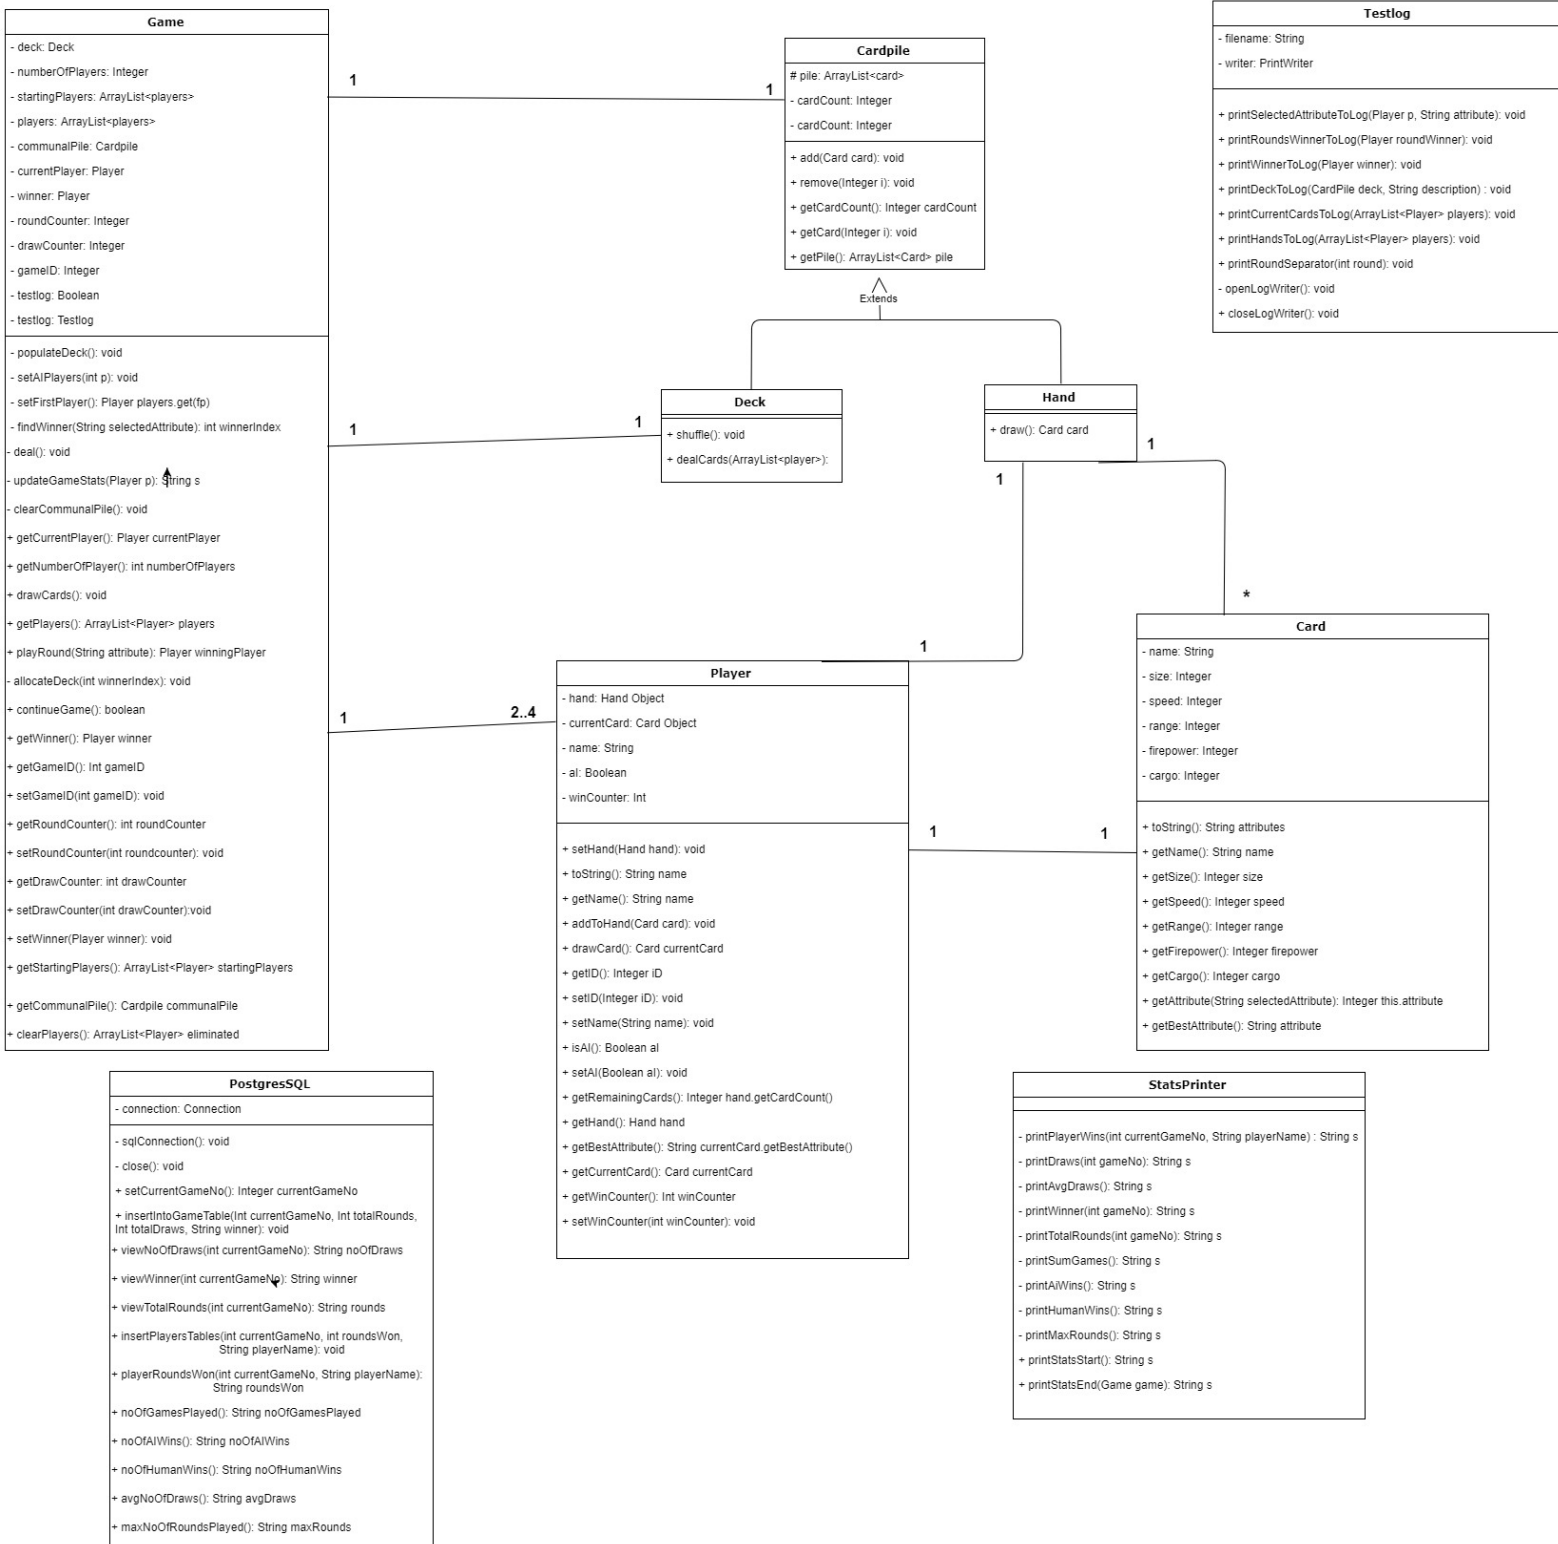 Game
- deck: Deck
- numberOfPlayers: Integer
- startingPlayers: ArrayList<players>
- players: ArrayList<players>
- communalPile: Cardpile
- currentPlayer: Player
- winner: Player
- roundCounter: Integer
- drawCounter: Integer
- gameID: Integer
- testlog: Boolean
- testlog: Testlog
- populateDeck(): void
- setAIPlayers(int p): void
- setFirstPlayer(): Player players.get(fp)
- findWinner(String selectedAttribute): int winnerIndex
- deal(): void
- updateGameStats(Player p): String s
- clearCommunalPile(): void
+ getCurrentPlayer(): Player currentPlayer
+ getNumberOfPlayer(): int numberOfPlayers
+ drawCards(): void
+ getPlayers(): ArrayList<Player> players
+ playRound(String attribute): Player winningPlayer
- allocateDeck(int winnerIndex): void
+ continueGame(): boolean
+ getWinner(): Player winner
+ getGameID(): Int gameID
+ setGameID(int gameID): void
+ getRoundCounter(): int roundCounter
+ setRoundCounter(int roundcounter): void
+ getDrawCounter: int drawCounter
+ setDrawCounter(int drawCounter):void
+ setWinner(Player winner): void
+ getStartingPlayers(): ArrayList<Player> startingPlayers
+ getCommunalPile(): Cardpile communalPile
+ clearPlayers(): ArrayList<Player> eliminated
1
1
Cardpile
# pile: ArrayList<card>
- cardCount: Integer
- cardCount: Integer
+ add(Card card): void
+ remove(Integer i): void
+ getCardCount(): Integer cardCount
+ getCard(Integer i): void
+ getPile(): ArrayList<Card> pile
Extends
Testlog
- filename: String
- writer: PrintWriter
+ printSelectedAttributeToLog(Player p, String attribute): void
+ printRoundsWinnerToLog(Player roundWinner): void
+ printWinnerToLog(Player winner): void
+ printDeckToLog(CardPile deck, String description) : void
+ printCurrentCardsToLog(ArrayList<Player> players): void
+ printHandsToLog(ArrayList<Player> players): void
+ printRoundSeparator(int round): void
- openLogWriter(): void
+ closeLogWriter(): void
1
1
Deck
+ shuffle(): void
+ dealCards(ArrayList<player>):
Hand
+ draw(): Card card
1
1
*
1
1
2..4
Player
- hand: Hand Object
- currentCard: Card Object
- name: String
- aI: Boolean
- winCounter: Int
+ setHand(Hand hand): void
+ toString(): String name
+ getName(): String name
+ addToHand(Card card): void
+ drawCard(): Card currentCard
+ getID(): Integer iD
+ setID(Integer iD): void
+ setName(String name): void
+ isAI(): Boolean aI
+ setAI(Boolean aI): void
+ getRemainingCards(): Integer hand.getCardCount()
+ getHand(): Hand hand
+ getBestAttribute(): String currentCard.getBestAttribute()
+ getCurrentCard(): Card currentCard
+ getWinCounter(): Int winCounter
+ setWinCounter(int winCounter): void
1
1
Card
- name: String
- size: Integer
- speed: Integer
- range: Integer
- firepower: Integer
- cargo: Integer
+ toString(): String attributes
+ getName(): String name
+ getSize(): Integer size
+ getSpeed(): Integer speed
+ getRange(): Integer range
+ getFirepower(): Integer firepower
+ getCargo(): Integer cargo
+ getAttribute(String selectedAttribute): Integer this.attribute
+ getBestAttribute(): String attribute
PostgresSQL
- connection: Connection
- sqlConnection(): void
- close(): void
+ setCurrentGameNo(): Integer currentGameNo
+ insertIntoGameTable(Int currentGameNo, Int totalRounds,
Int totalDraws, String winner): void
+ viewNoOfDraws(int currentGameNo): String noOfDraws
+ viewWinner(int currentGameNo): String winner
+ viewTotalRounds(int currentGameNo): String rounds
+ insertPlayersTables(int currentGameNo, int roundsWon,
String playerName): void
+ playerRoundsWon(int currentGameNo, String playerName):
String roundsWon
+ noOfGamesPlayed(): String noOfGamesPlayed
+ noOfAIWins(): String noOfAIWins
+ noOfHumanWins(): String noOfHumanWins
+ avgNoOfDraws(): String avgDraws
+ maxNoOfRoundsPlayed(): String maxRounds
StatsPrinter
- printPlayerWins(int currentGameNo, String playerName) : String s
- printDraws(int gameNo): String s
- printAvgDraws(): String s
- printWinner(int gameNo): String s
- printTotalRounds(int gameNo): String s
- printSumGames(): String s
- printAiWins(): String s
- printHumanWins(): String s
- printMaxRounds(): String s
+ printStatsStart(): String s
+ printStatsEnd(Game game): String s